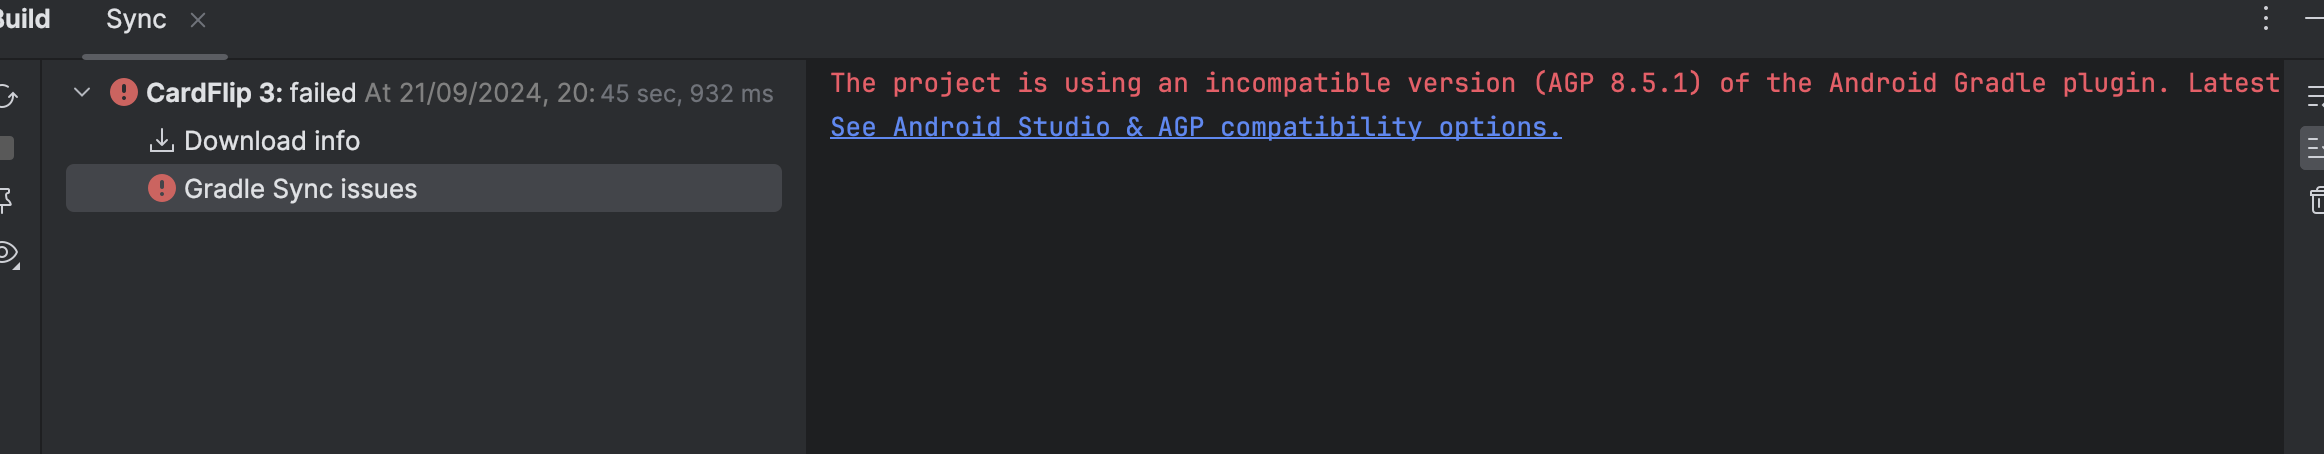 Build Sync
CardFlip 3: failed At 21/09/2024, 20: 45 sec, 932 ms
Download info
Gradle Sync issues
The project is using an incompatible version (AGP 8.5.1) of the Android Gradle plugin. Latest
See Android Studio & AGP compatibility options.